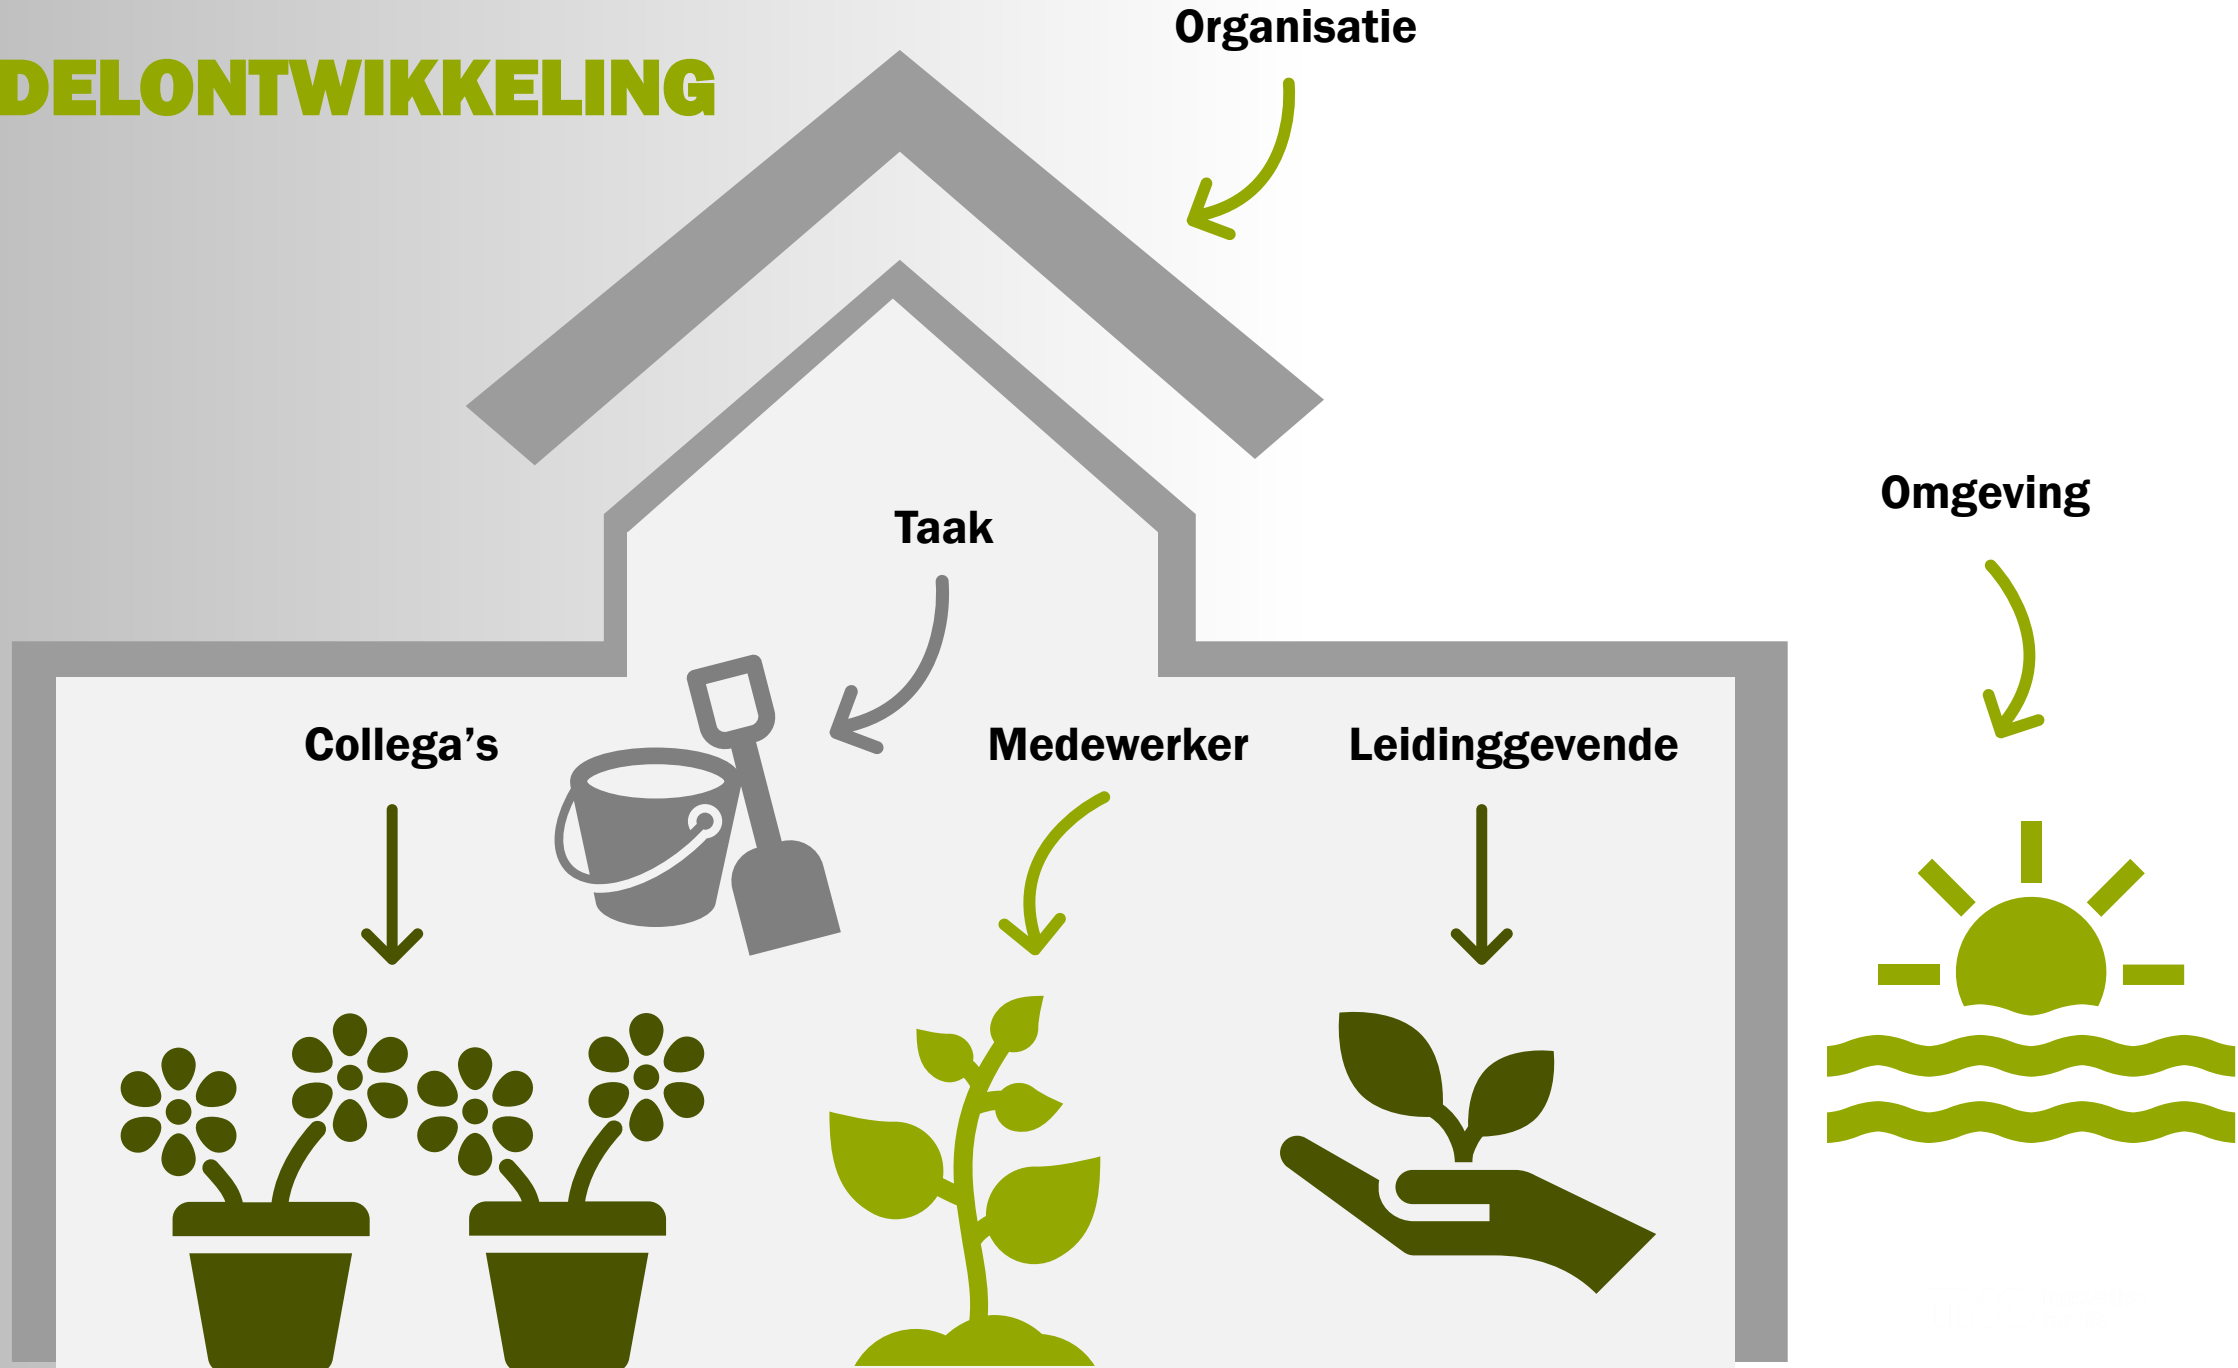 Organisatie
DELONTWIKKELING
Omgeving
Taak
Collega's
Medewerker
Leidinggevende